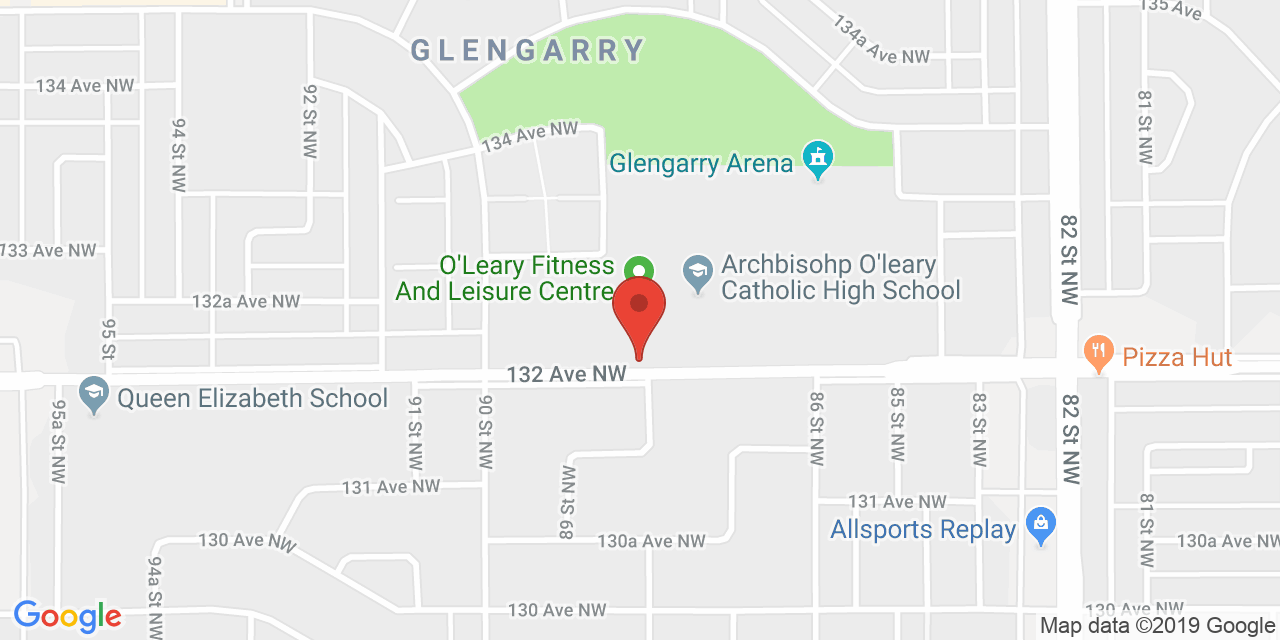 135 Ave
134a Ave NW
GLENGARRY
134 Ave NW
92 St NW
81 St NW
94 St NW
134 Ave NW
Glengarry Arena
82 St NW
133 Ave NW
O'Leary Fitness
And Leisure Centre
Archbisohp O'leary
Catholic High School
132a Ave NW
95 St
Pizza Hut
132 Ave NW
Queen Elizabeth School
95a St NW
91 St NW
90 St NW
86 St NW
85 St NW
83 St NW
82 St NW
131 Ave NW
89 St NW
131 Ave NW
81 St NW
Allsports Replay
130 Ave NW
130a Ave NW
130a Ave NW
94a St NW
130 Ave NW
130 Ave NW
Google
Map data ©2019 Google